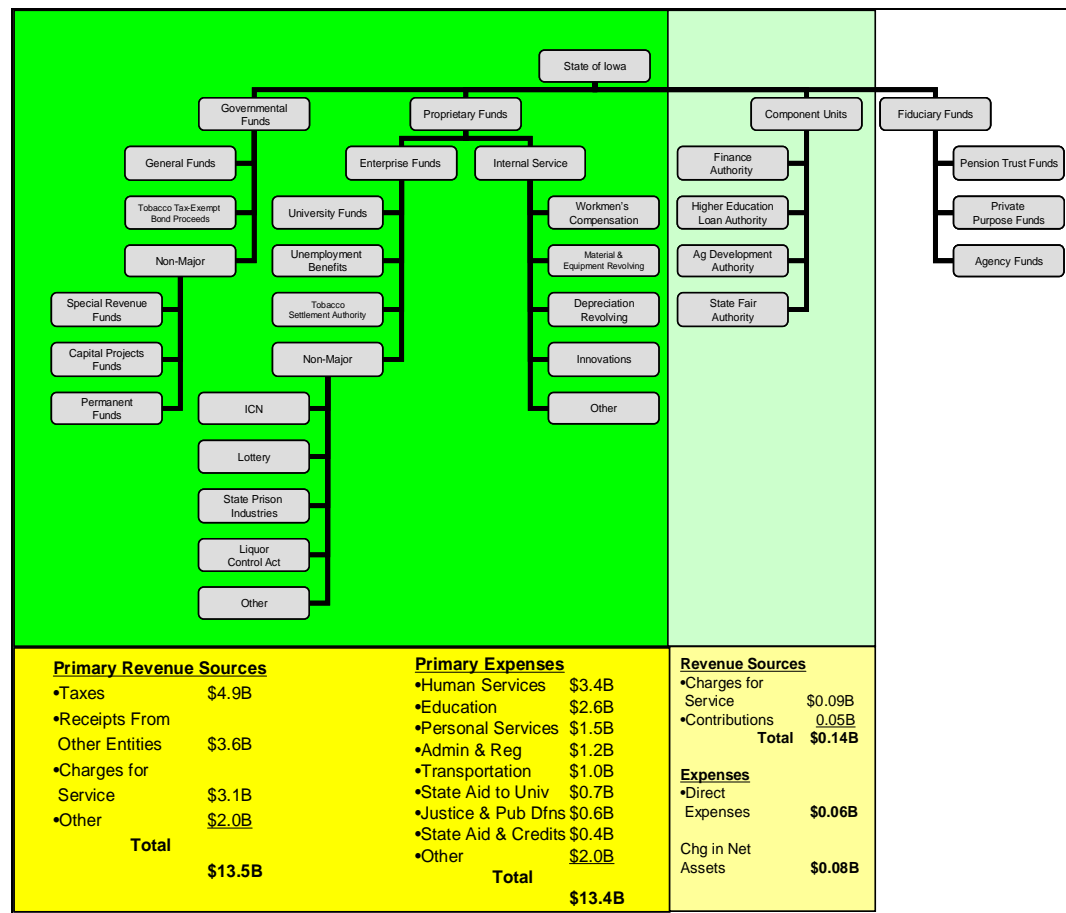 State of Iowa
Governmental
Funds
Proprietary Funds
Component Units
Fiduciary Funds
General Funds
Tobacco Tax-Exempt
Bond Proceeds
Non-Major
Special Revenue
Funds
Capital Projects
Funds
Permanent
Funds
Enterprise Funds
Internal Service
University Funds
Unemployment
Benefits
Tobacco
Settlement Authority
Non-Major
ICN
Lottery
State Prison
Industries
Liquor
Control Act
Other
Workmen's
Compensation
Material &
Equipment Revolving
Depreciation
Revolving
Innovations
Other
Finance
Authority
Higher Education
Loan Authority
Ag Development
Authority
State Fair
Authority
Pension Trust Funds
Private
Purpose Funds
Agency Funds
Primary Revenue Sources
•Taxes $4.9B
•Receipts From
Other Entities $3.6B
•Charges for
Service $3.1B
•Other $2.0B
Total
$13.5B
Primary Expenses
•Human Services $3.4B
•Education $2.6B
•Personal Services $1.5B
•Admin & Reg $1.2B
•Transportation $1.0B
•State Aid to Univ $0.7B
•Justice & Pub Dfns $0.6B
•State Aid & Credits $0.4B
•Other $2.0B
Total
$13.4B
Revenue Sources
•Charges for
Service $0.09B
•Contributions 0.05B
Total $0.14B
Expenses
•Direct
Expenses $0.06B
Chg in Net
Assets $0.08B